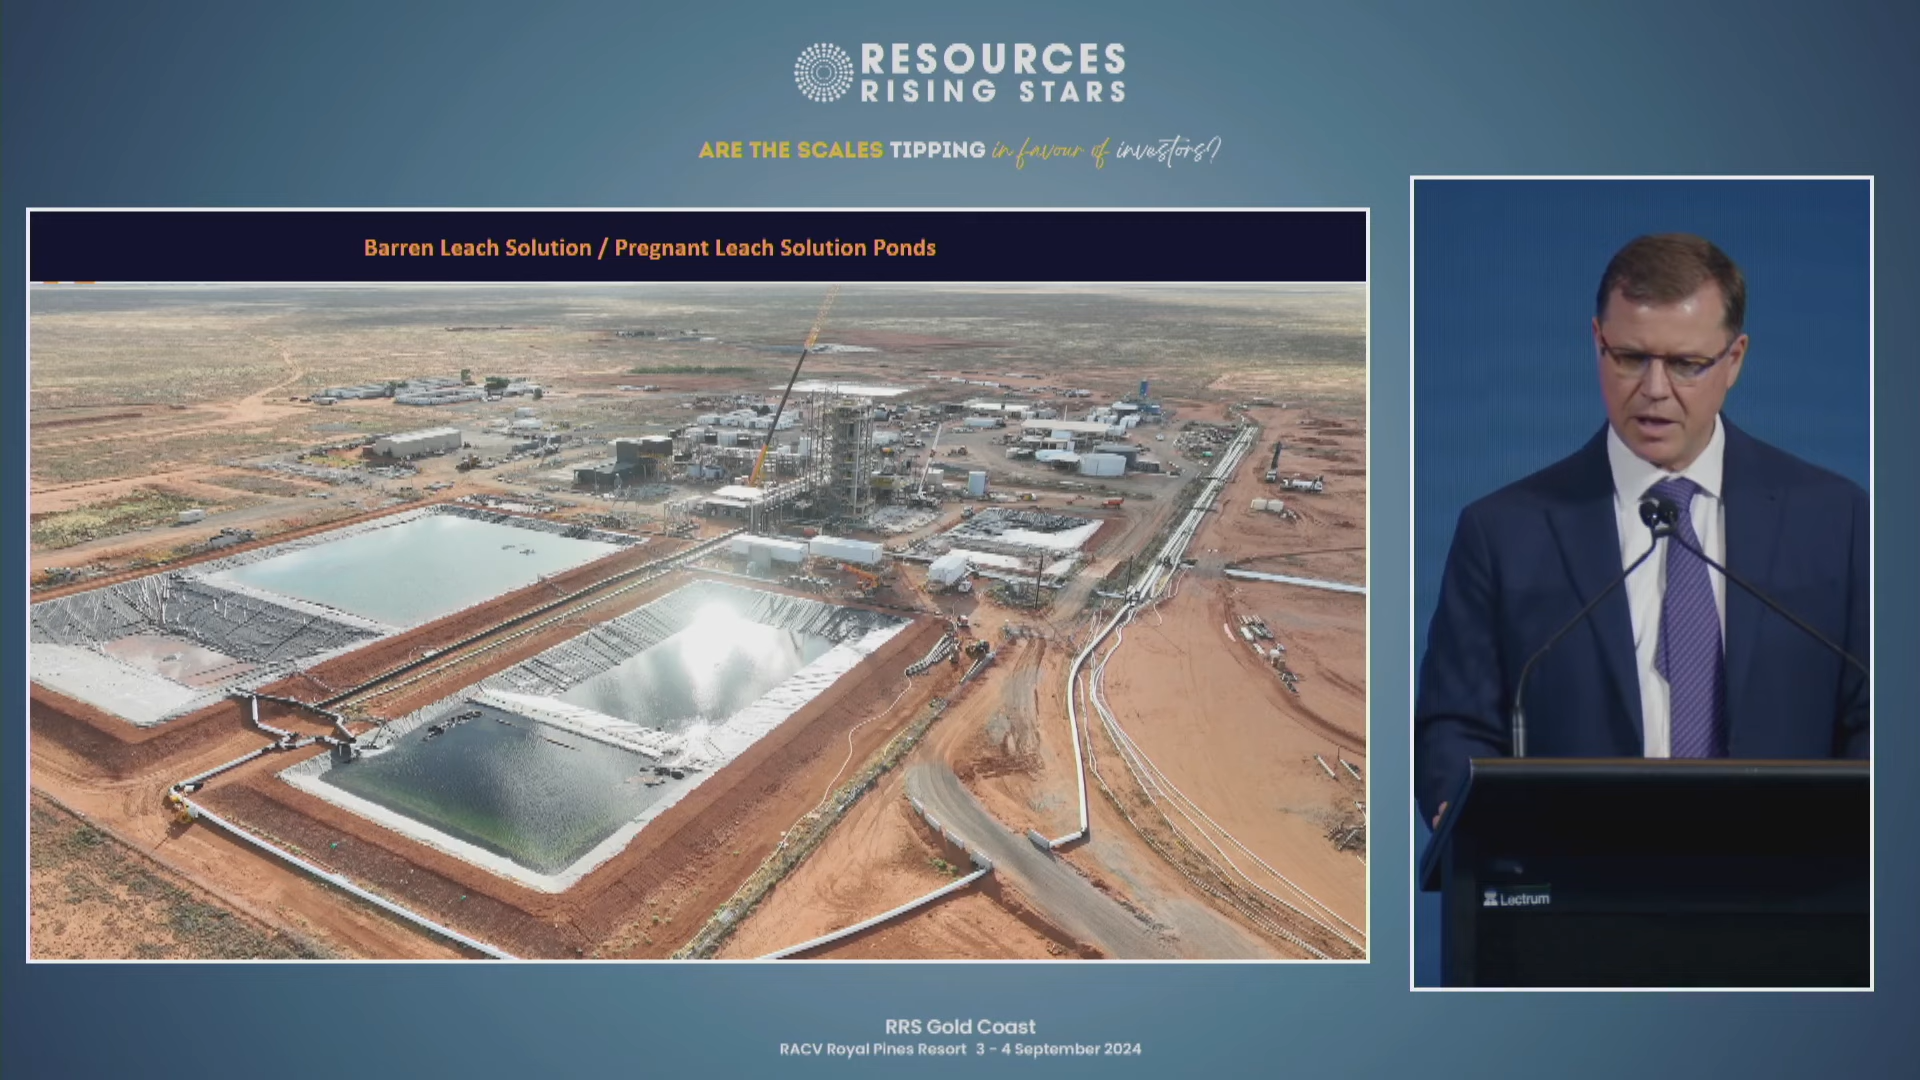 RESOURCES
RISING STARS
ARE THE SCALES TIPPING in favour of investors?
Barren Leach Solution / Pregnant Leach Solution Ponds
Lectrum
RRS Gold Coast
RACV Royal Pines Resort 3 - 4 September 2024